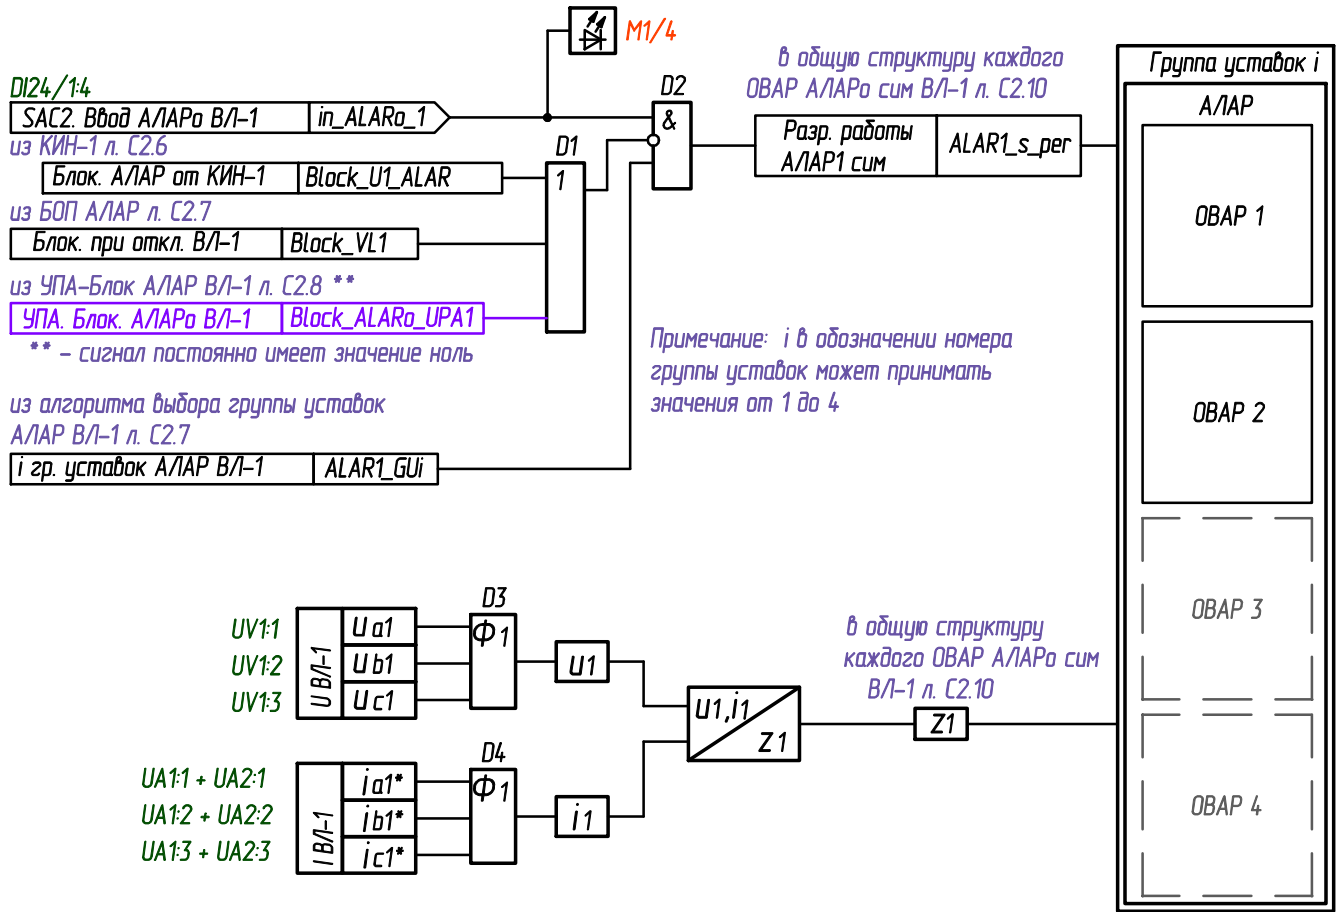 M1/4
DI24/1:4
SAC2. Ввод АЛАРо ВЛ-1 in_ALARo_1
из КИН-1 л. С2.6
Блок. АЛАР от КИН-1 Block_U1_ALAR
из БОП АЛАР л. С2.7
Блок. при откл. ВЛ-1 Block_VL1
из УПА-Блок АЛАР ВЛ-1 л. С2.8 **
УПА. Блок. АЛАРо ВЛ-1 Block_ALARo_UPA1
** - сигнал постоянно имеет значение ноль
из алгоритма выбора группы уставок
АЛАР ВЛ-1 л. С2.7
i гр. уставок АЛАР ВЛ-1 ALAR1_GUi
D1
1
D2
&
в общую структуру каждого
ОВАР АЛАРо сим ВЛ-1 л. С2.10
Разр. работы
АЛАР1 сим
ALAR1_s_per
Примечание: i в обозначении номера
группы уставок может принимать
значения от 1 до 4
Группа уставок i
АЛАР
ОВАР 1
ОВАР 2
ОВАР 3
ОВАР 4
UV1:1
UV1:2
UV1:3
U ВЛ-1
Ua1
Ub1
Uc1
D3
Ф1
U1
UA1:1 + UA2:1
UA1:2 + UA2:2
UA1:3 + UA2:3
I ВЛ-1
ia1*
ib1*
ic1*
D4
Ф1
i1
U1,i1
Z1
в общую структуру
каждого ОВАР АЛАРо сим
ВЛ-1 л. С2.10
Z1